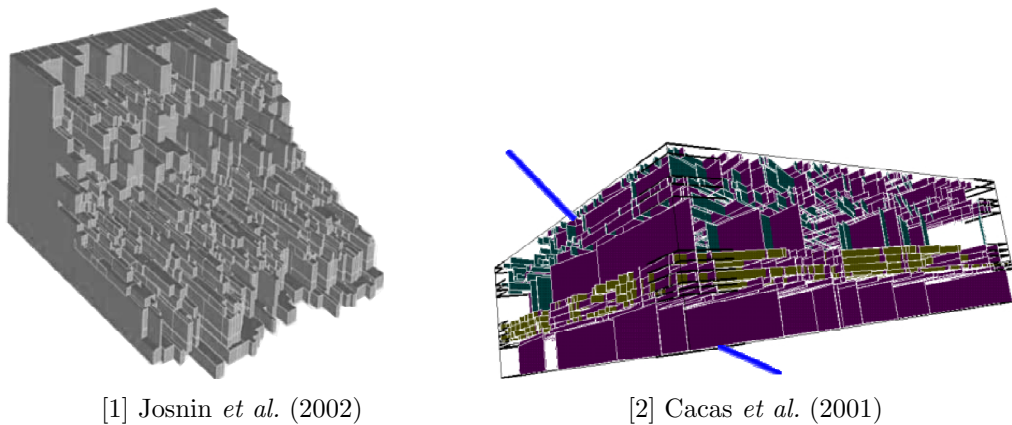 [1] Josnin et al. (2002)
[2] Cacas et al. (2001)